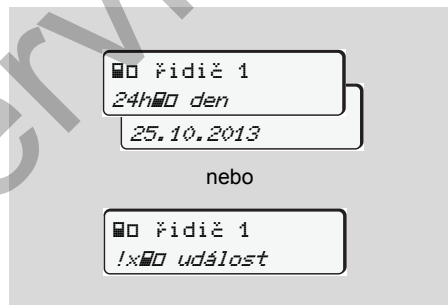 řidič 1
24h den
25.10.2013
nebo
řidič 1
!x událost